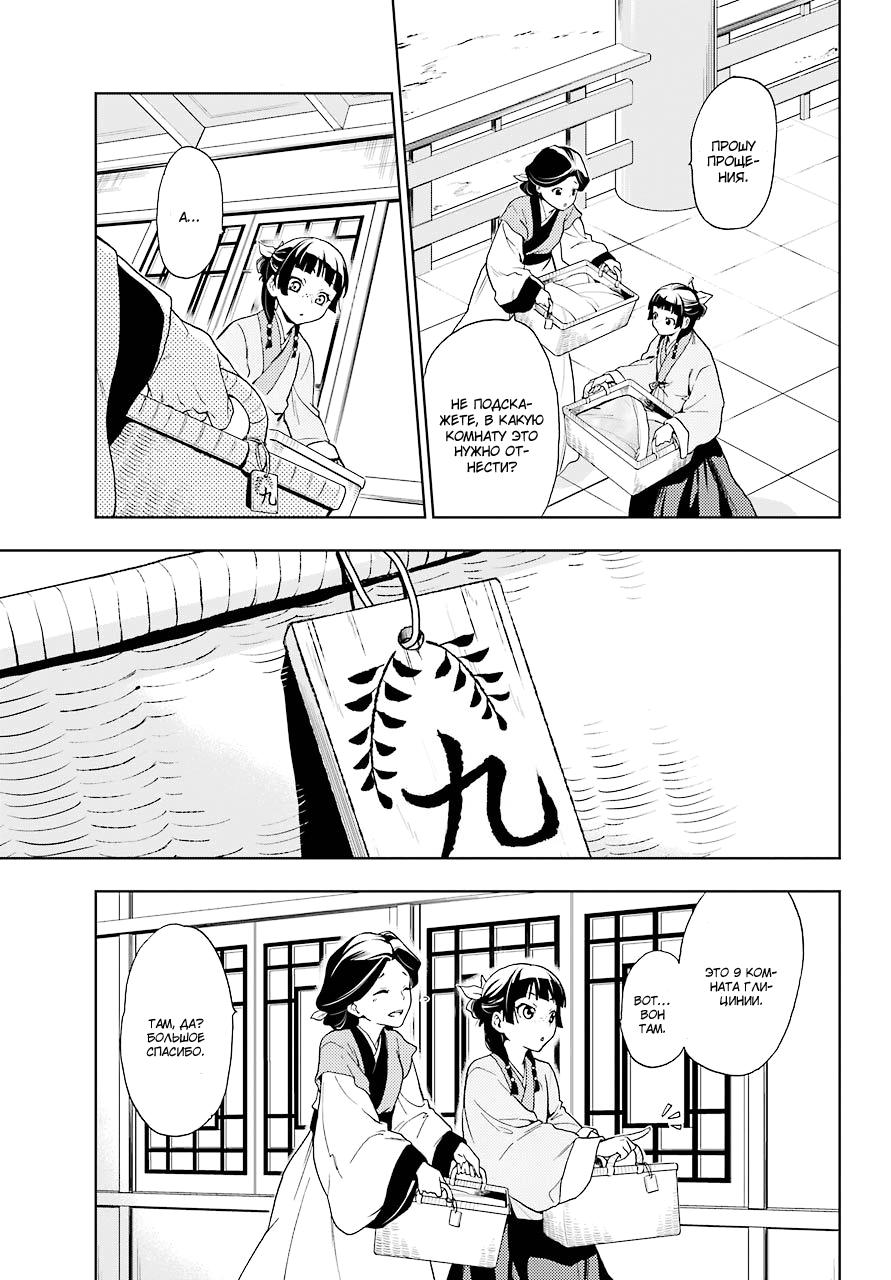 ПРОШУ
ПРОЩЕ-
НИЯ.
НЕ ПОДСКА-
ЖЕТЕ, В КАКУЮ
КОМНАТУ ЭТО
НУЖНО ОТ-
НЕСТИ?
А...
九
九
ЭТО 9 КОМ-
НАТА ГЛИ-
ЦИНИИ.
ВОТ...
ВОН
ТАМ.
ТАМ, ДА?
БОЛЬШОЕ
СПАСИБО.